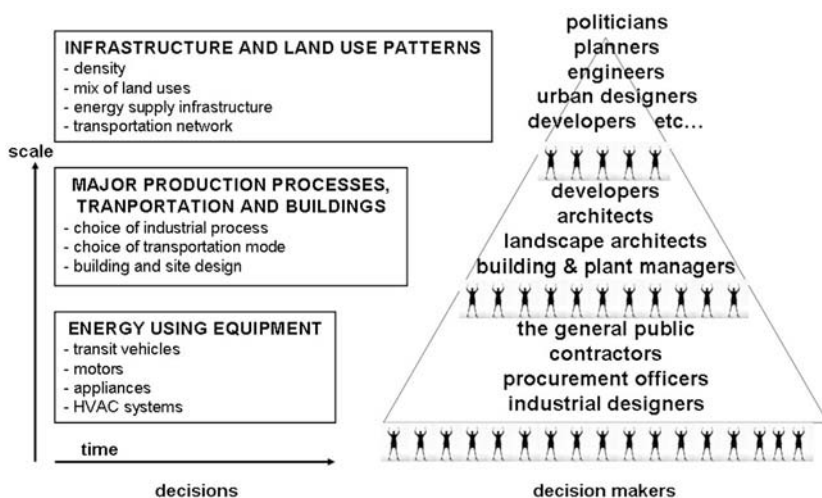 INFRASTRUCTURE AND LAND USE PATTERNS
- density
- mix of land uses
- energy supply infrastructure
- transportation network
scale
MAJOR PRODUCTION PROCESSES,
TRANPORTATION AND BUILDINGS
- choice of industrial process
- choice of transportation mode
- building and site design
ENERGY USING EQUIPMENT
- transit vehicles
- motors
- appliances
- HVAC systems
time
decisions
politicians
planners
engineers
urban designers
developers etc...
developers
architects
landscape architects
building & plant managers
the general public
contractors
procurement officers
industrial designers
decision makers